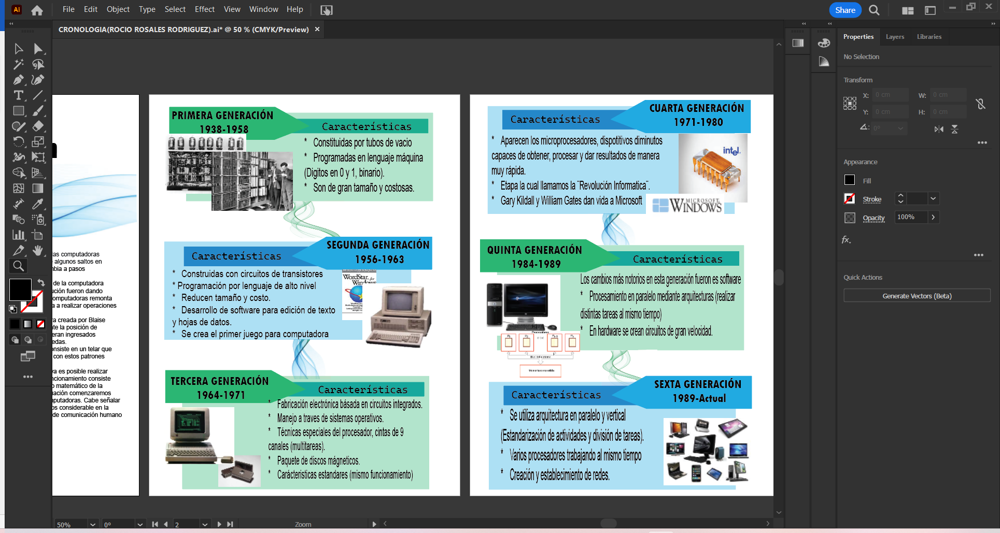 Ai
File Edit Object Type Select Effect View Window Help
Share
CRONOLOGIA(ROCIO ROSALES RODRIGUEZ).ai* @ 50 % (CMYK/Preview) ×
las computadoras
algunos saltos en
a pasos
de la computadora
fueron dando
remonta
a a realizar operaciones
creada por Blaise
la posición de
eran ingresados
en un telar que
con estos patrones
es posible realizar
consiste
matemático de la
comenzaremos
Cabe señalar
considerable en la
de comunicación humano
PRIMERA GENERACIÓN
1938-1958
Características
* Constituidas por tubos de vacio
* Programadas en lenguaje máquina
(Digitos en 0 y 1, binario).
* Son de gran tamaño y costosas.
SEGUNDA GENERACIÓN
1956-1963
Características
* Construidas con circuitos de transistores
* Programación por lenguaje de alto nivel
* Reducen tamaño y costo.
* Desarrollo de software para edición de texto
y hojas de datos.
* Se crea el primer juego para computadora
WordStar for
Windows
TERCERA GENERACIÓN
1964-1971
Características
* Fabricación electrónica básada en circuitos integrados.
* Manejo a traves de sistemas operativos.
* Técnicas especiales del procesador, cintas de 9
canales (multitareas).
* Paquete de discos mágneticos.
* Carácteristicas estandares (mismo funcionamiento)
CUARTA GENERACIÓN
1971-1980
Características
* Aparecen los microprocesadores, dispotitivos diminutos
capaces de obtener, procesar y dar resultados de manera
muy rápida.
* Etapa la cual llamamos la ¨Revolución Informatica¨.
* Gary Kildall y William Gates dan vida a Microsoft
intel
MICROSOFT
WINDOWS
QUINTA GENERACIÓN
1984-1989
Características
Los cambios más notorios en esta generación fueron es software
* Procesamiento en paralelo mediante arquitecturas (realizar
distintas tareas al mismo tiempo)
* En hardware se crean circuitos de gran velocidad.
Procesadores
SEXTA GENERACIÓN
1989-Actual
Características
* Se utiliza arquitectura en paralelo y vertical
(Estandarización de actividades y división de tareas).
* Varios procesadores trabajando al mismo tiempo
* Creación y establecimiento de redes.
Properties Layers Libraries
No Selection
Transform
X: 0 cm W: 0 cm
Y: 0 cm H: 0 cm
0°
Appearance
Fill
Stroke
Opacity 100%
fx.
Quick Actions
Generate Vectors (Beta)
50% 0° 2 Zoom